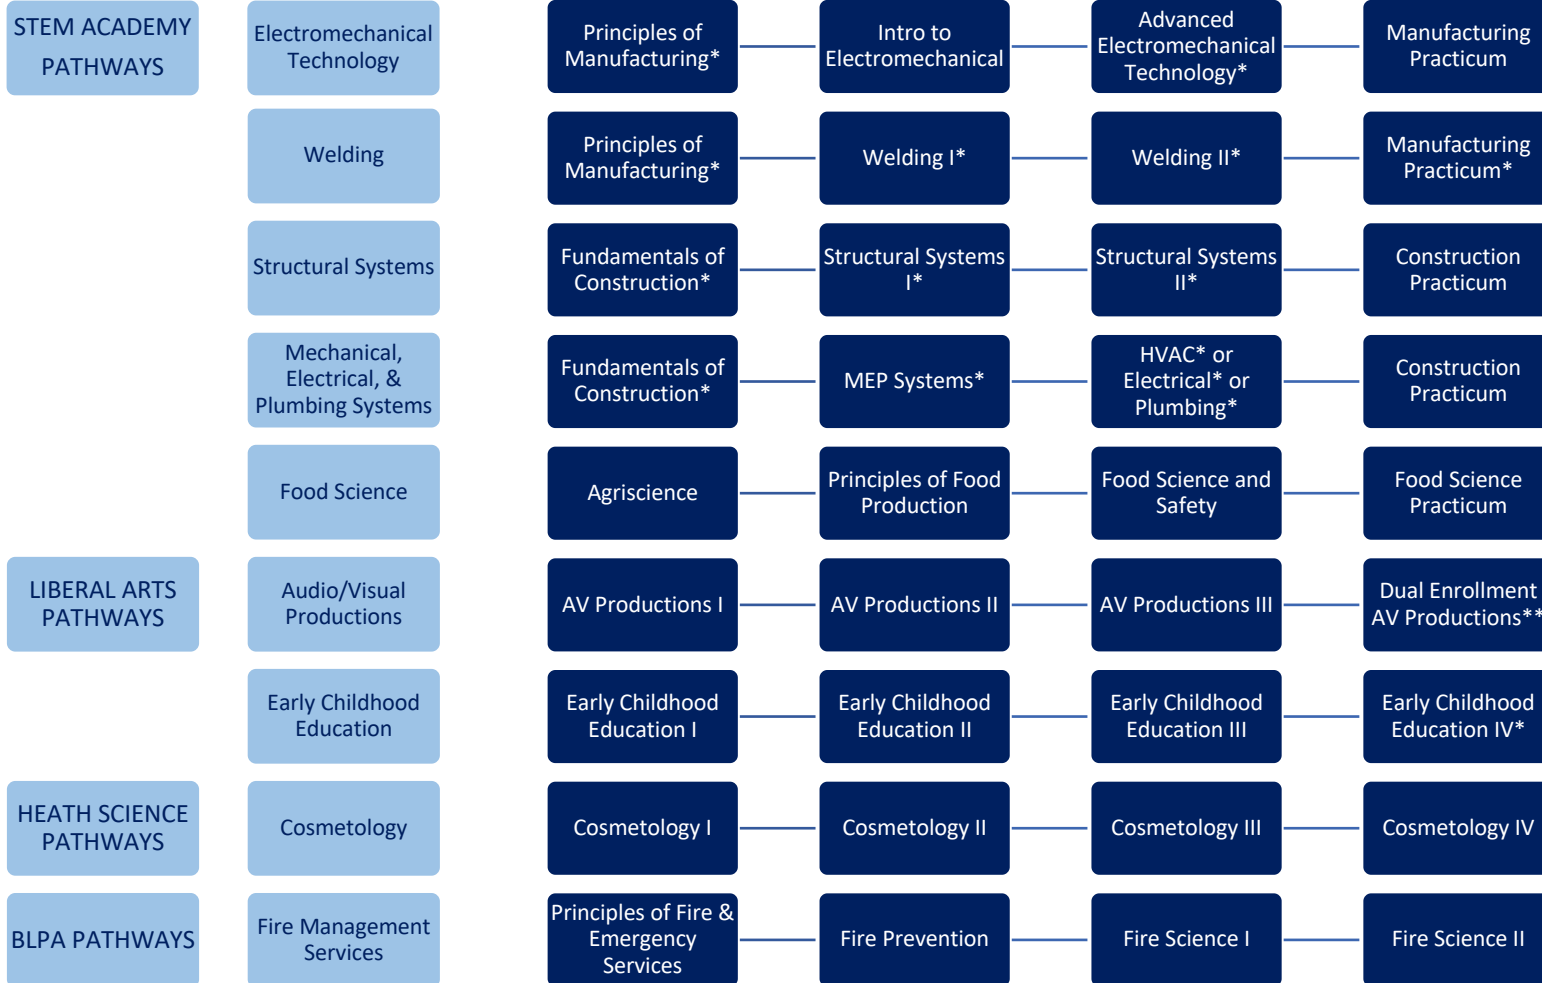 STEM ACADEMY
PATHWAYS
Electromechanical
Technology
Principles of
Manufacturing*
Intro to
Electromechanical
Advanced
Electromechanical
Technology*
Manufacturing
Practicum
Welding
Principles of
Manufacturing*
Welding I*
Welding II*
Manufacturing
Practicum*
Structural Systems
Fundamentals of
Construction*
Structural Systems
I*
Structural Systems
II*
Construction
Practicum
Mechanical,
Electrical, &
Plumbing Systems
Fundamentals of
Construction*
MEP Systems*
HVAC* or
Electrical* or
Plumbing*
Construction
Practicum
Food Science
Agriscience
Principles of Food
Production
Food Science and
Safety
Food Science
Practicum
LIBERAL ARTS
PATHWAYS
Audio/Visual
Productions
AV Productions I
AV Productions II
AV Productions III
Dual Enrollment
AV Productions**
Early Childhood
Education
Early Childhood
Education I
Early Childhood
Education II
Early Childhood
Education III
Early Childhood
Education IV*
HEATH SCIENCE
PATHWAYS
Cosmetology
Cosmetology I
Cosmetology II
Cosmetology III
Cosmetology IV
BLPA PATHWAYS
Fire Management
Services
Principles of Fire &
Emergency
Services
Fire Prevention
Fire Science I
Fire Science II